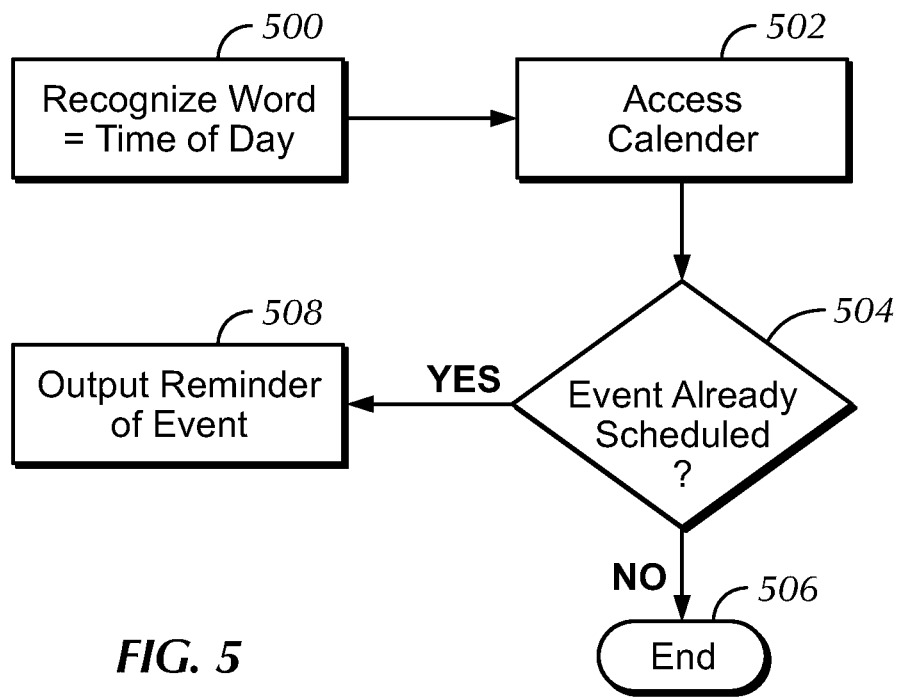 500
Recognize Word
= Time of Day
502
Access
Calender
504
Event Already
Scheduled
?
YES
508
Output Reminder
of Event
NO
506
End
FIG. 5